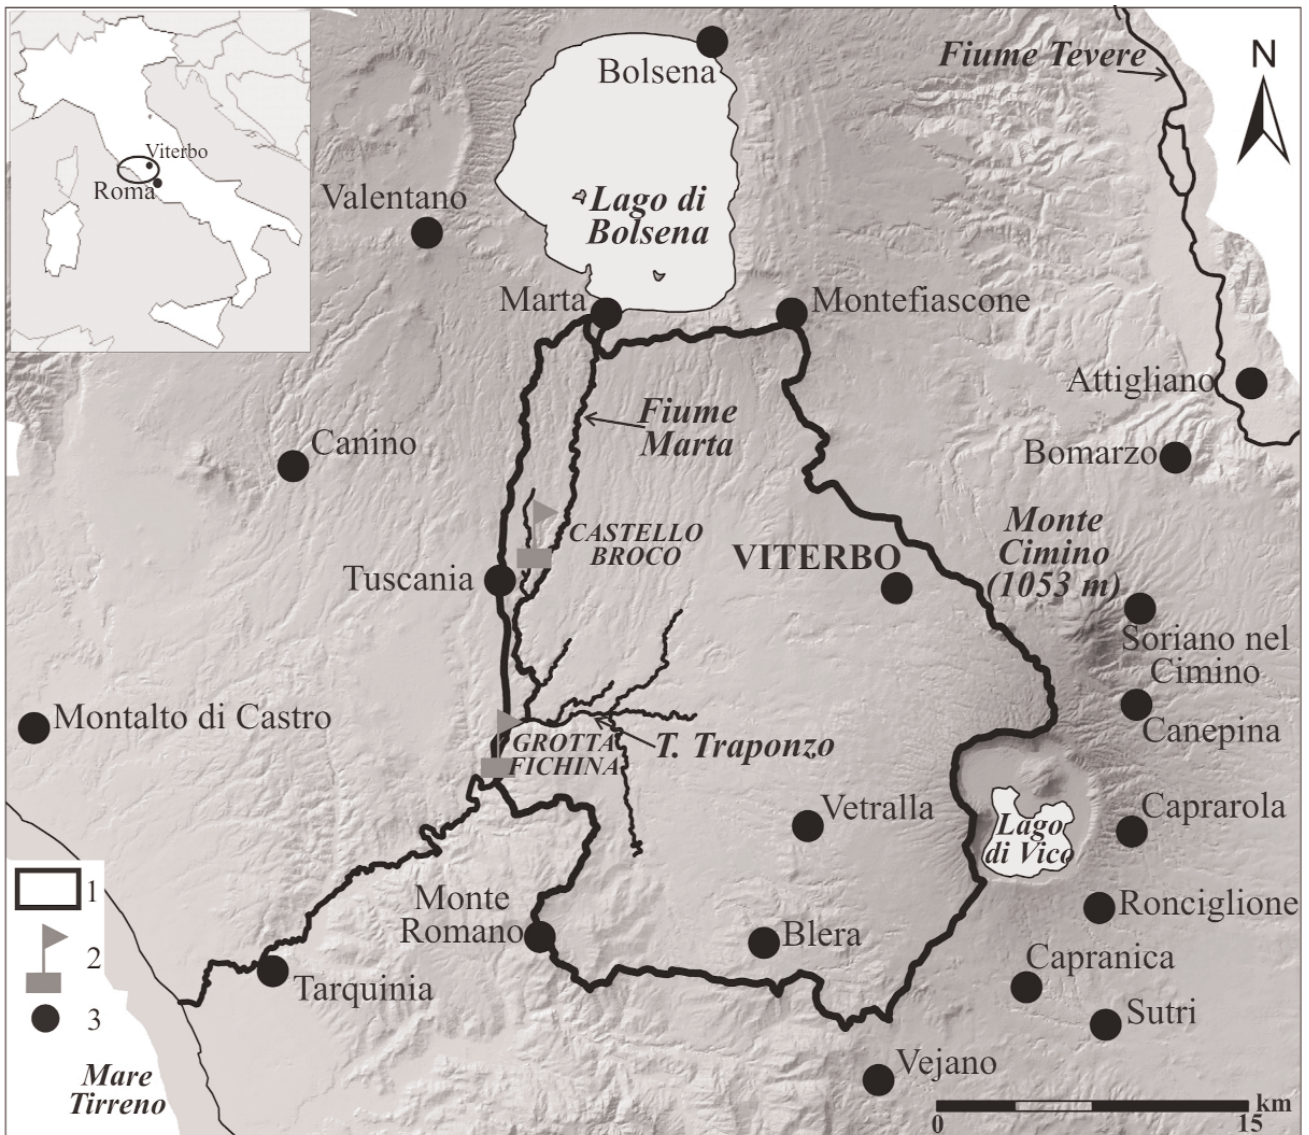 Bolsena
Fiume Tevere
N
Viterbo
Roma
Valentano
Lago di
Bolsena
Marta
Montefiascone
Attigliano
Fiume
Marta
Canino
Bomarzo
Monte
Cimino
(1053 m)
CASTELLO
BROCO
VITERBO
Tuscania
Soriano nel
Cimino
Montalto di Castro
Canepina
GROTTA
FICHINA
T. Traponzo
Vetralla
Caprarola
Lago
di Vico
1
Monte
Romano
Ronciglione
2
Blera
Capranica
Tarquinia
3
Sutri
Mare
Tirreno
Vejano
km
0
15